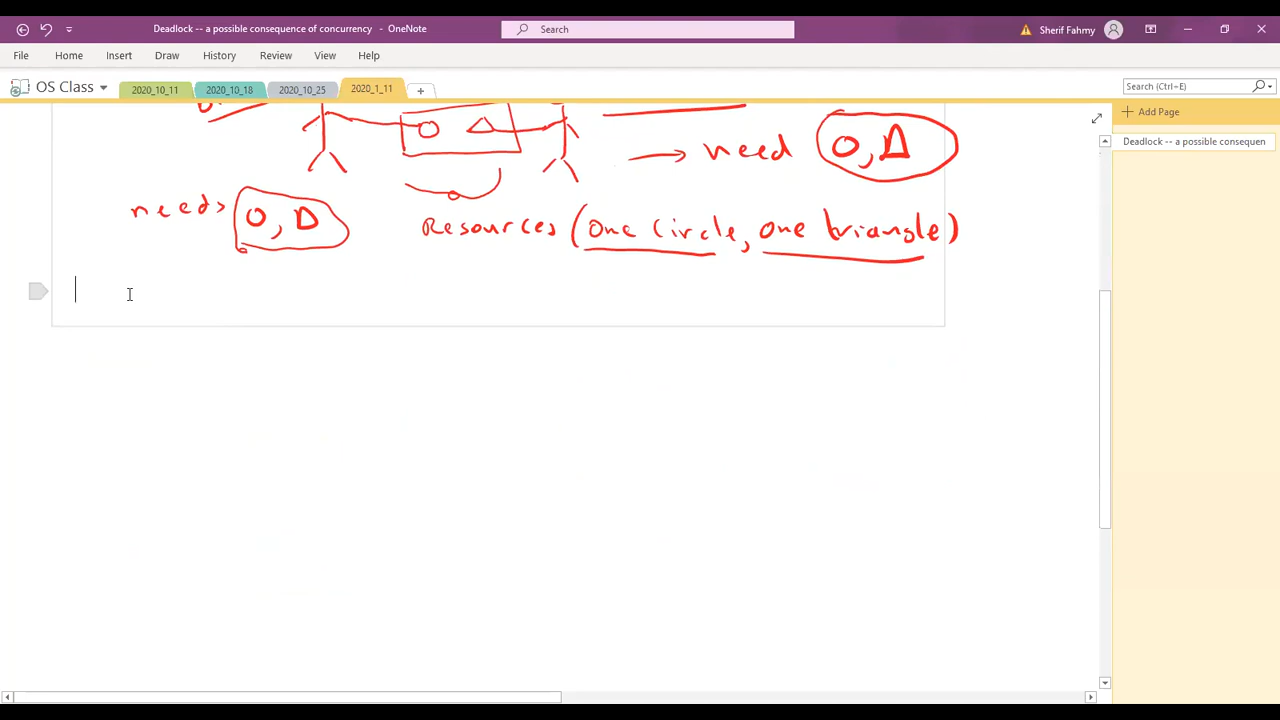 Deadlock -- a possible consequence of concurrency - OneNote
Search
Sherif Fahmy
File Home Insert Draw History Review View Help
OS Class
2020_10_11 2020_10_18 2020_10_25 2020_1_11
Search (Ctrl+E)
Add Page
Deadlock -- a possible consequen
need O, Δ
needs O, Δ
Resources (One Circle, One triangle)